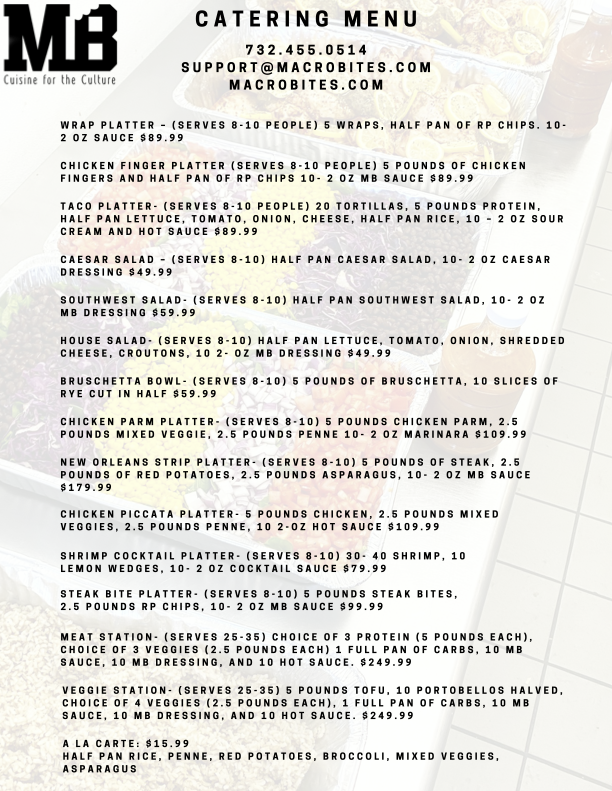 MB
Cuisine for the Culture
CATERING MENU
732.455.0514
SUPPORT@MACROBITES.COM
MACROBITES.COM
WRAP PLATTER – (SERVES 8-10 PEOPLE) 5 WRAPS, HALF PAN OF RP CHIPS. 10-
2 OZ SAUCE $89.99
CHICKEN FINGER PLATTER (SERVES 8-10 PEOPLE) 5 POUNDS OF CHICKEN
FINGERS AND HALF PAN OF RP CHIPS 10- 2 OZ MB SAUCE $89.99
TACO PLATTER- (SERVES 8-10 PEOPLE) 20 TORTILLAS, 5 POUNDS PROTEIN,
HALF PAN LETTUCE, TOMATO, ONION, CHEESE, HALF PAN RICE, 10 – 2 OZ SOUR
CREAM AND HOT SAUCE $89.99
CAESAR SALAD – (SERVES 8-10) HALF PAN CAESAR SALAD, 10- 2 OZ CAESAR
DRESSING $49.99
SOUTHWEST SALAD- (SERVES 8-10) HALF PAN SOUTHWEST SALAD, 10- 2 OZ
MB DRESSING $59.99
HOUSE SALAD- (SERVES 8-10) HALF PAN LETTUCE, TOMATO, ONION, SHREDDED
CHEESE, CROUTONS, 10 2- OZ MB DRESSING $49.99
BRUSCHETTA BOWL- (SERVES 8-10) 5 POUNDS OF BRUSCHETTA, 10 SLICES OF
RYE CUT IN HALF $59.99
CHICKEN PARM PLATTER- (SERVES 8-10) 5 POUNDS CHICKEN PARM, 2.5
POUNDS MIXED VEGGIE, 2.5 POUNDS PENNE 10- 2 OZ MARINARA $109.99
NEW ORLEANS STRIP PLATTER- (SERVES 8-10) 5 POUNDS OF STEAK, 2.5
POUNDS OF RED POTATOES, 2.5 POUNDS ASPARAGUS, 10- 2 OZ MB SAUCE
$179.99
CHICKEN PICCATA PLATTER- 5 POUNDS CHICKEN, 2.5 POUNDS MIXED
VEGGIES, 2.5 POUNDS PENNE, 10 2-OZ HOT SAUCE $109.99
SHRIMP COCKTAIL PLATTER- (SERVES 8-10) 30- 40 SHRIMP, 10
LEMON WEDGES, 10- 2 OZ COCKTAIL SAUCE $79.99
STEAK BITE PLATTER- (SERVES 8-10) 5 POUNDS STEAK BITES,
2.5 POUNDS RP CHIPS, 10- 2 OZ MB SAUCE $99.99
MEAT STATION- (SERVES 25-35) CHOICE OF 3 PROTEIN (5 POUNDS EACH),
CHOICE OF 3 VEGGIES (2.5 POUNDS EACH) 1 FULL PAN OF CARBS, 10 MB
SAUCE, 10 MB DRESSING, AND 10 HOT SAUCE. $249.99
VEGGIE STATION- (SERVES 25-35) 5 POUNDS TOFU, 10 PORTOBELLOS HALVED,
CHOICE OF 4 VEGGIES (2.5 POUNDS EACH), 1 FULL PAN OF CARBS, 10 MB
SAUCE, 10 MB DRESSING, AND 10 HOT SAUCE. $249.99
A LA CARTE: $15.99
HALF PAN RICE, PENNE, RED POTATOES, BROCCOLI, MIXED VEGGIES,
ASPARAGUS